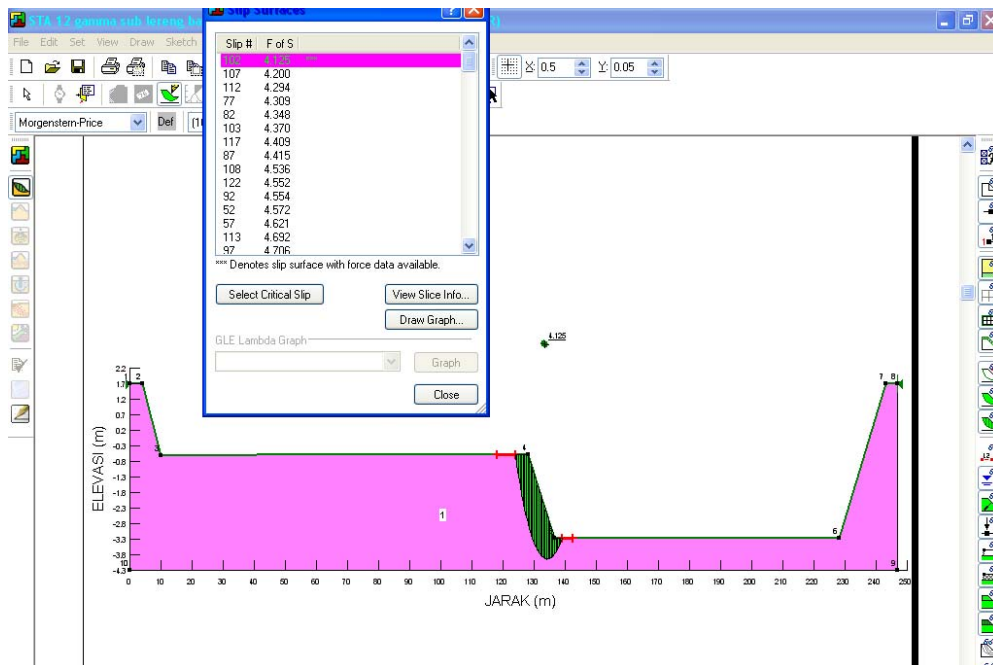 Slip Surfaces
STA 12 gamma sub lereng ba
File Edit Set View Draw Sketch
Slip # F of S
102 4.125 ***
107 4.200
112 4.294
77 4.309
82 4.348
103 4.370
117 4.409
87 4.415
108 4.536
122 4.552
92 4.554
52 4.572
57 4.621
113 4.692
97 4.706
X: 0.5 Y: 0.05
Morgenstern-Price Def
*** Denotes slip surface with force data available.
Select Critical Slip View Slice Info...
Draw Graph...
GLE Lambda Graph
Graph
Close
4.125
ELEVASI (m)
2.2
1.7
1.2
0.7
0.2
-0.3
-0.8
-1.3
-1.8
-2.3
-2.8
-3.3
-3.8
-4.3
1 2
3
4
6
7 8
9
10
1
0 10 20 30 40 50 60 70 80 90 100 110 120 130 140 150 160 170 180 190 200 210 220 230 240 250
JARAK (m)